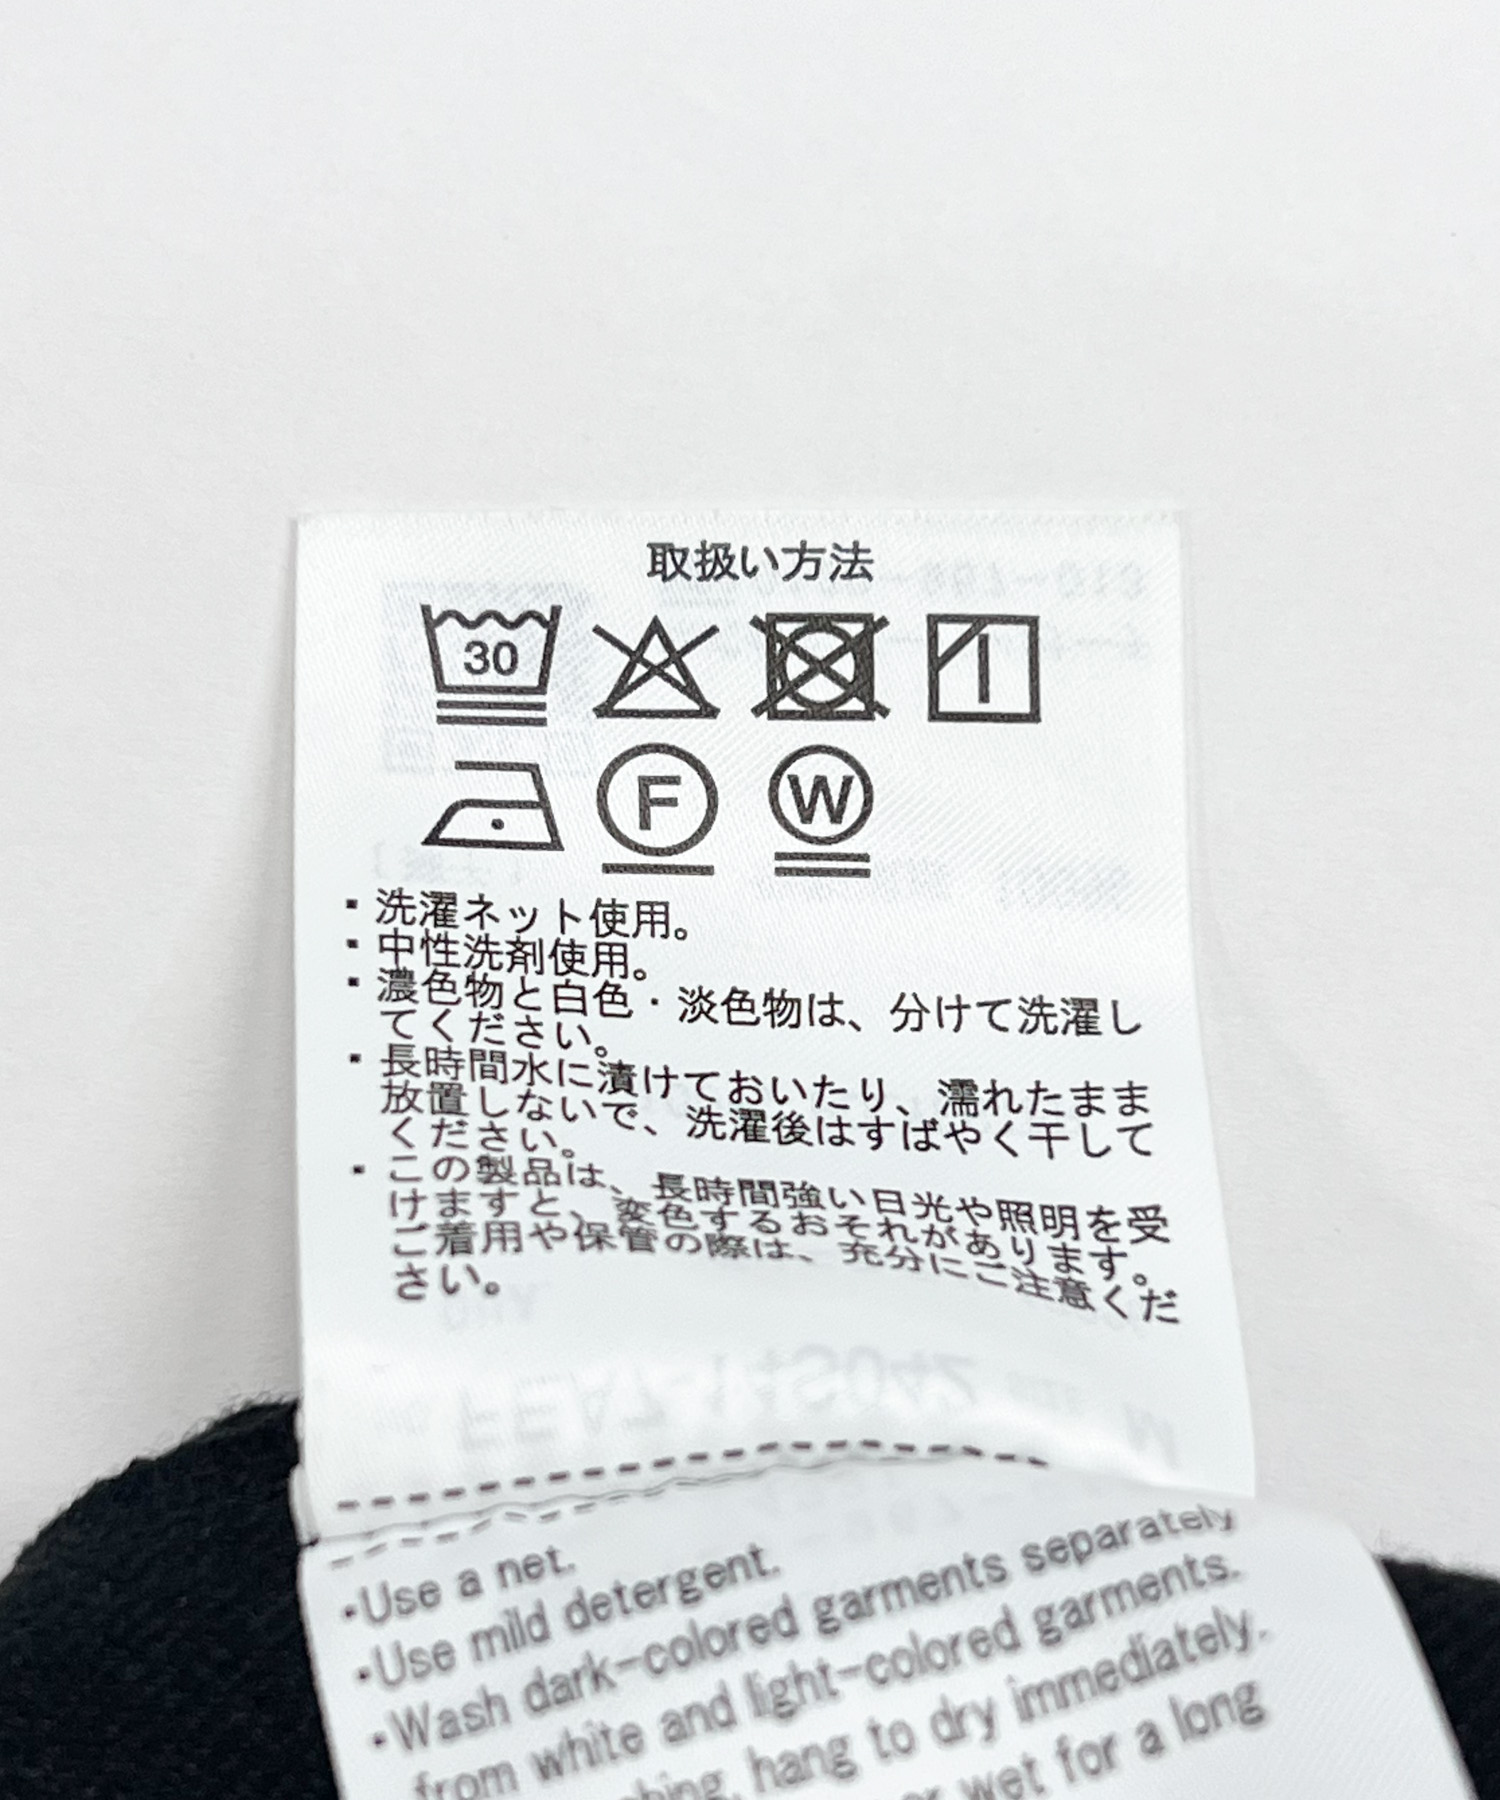 取扱い方法
30
F
W
・洗濯ネット使用。
・中性洗剤使用。
・濃色物と白色・淡色物は、分けて洗濯し
てください。
・長時間水に漬けておいたり、濡れたまま
放置しないで、洗濯後はすばやく干して
ください。
・この製品は、長時間強い日光や照明を受
けますと、変色するおそれがあります。
ご着用や保管の際は、充分にご注意くだ
さい。
・Use a net.
・Use mild detergent.
・Wash dark-colored garments separately
from white and light-colored garments.
hang to dry immediately.
wet for a long